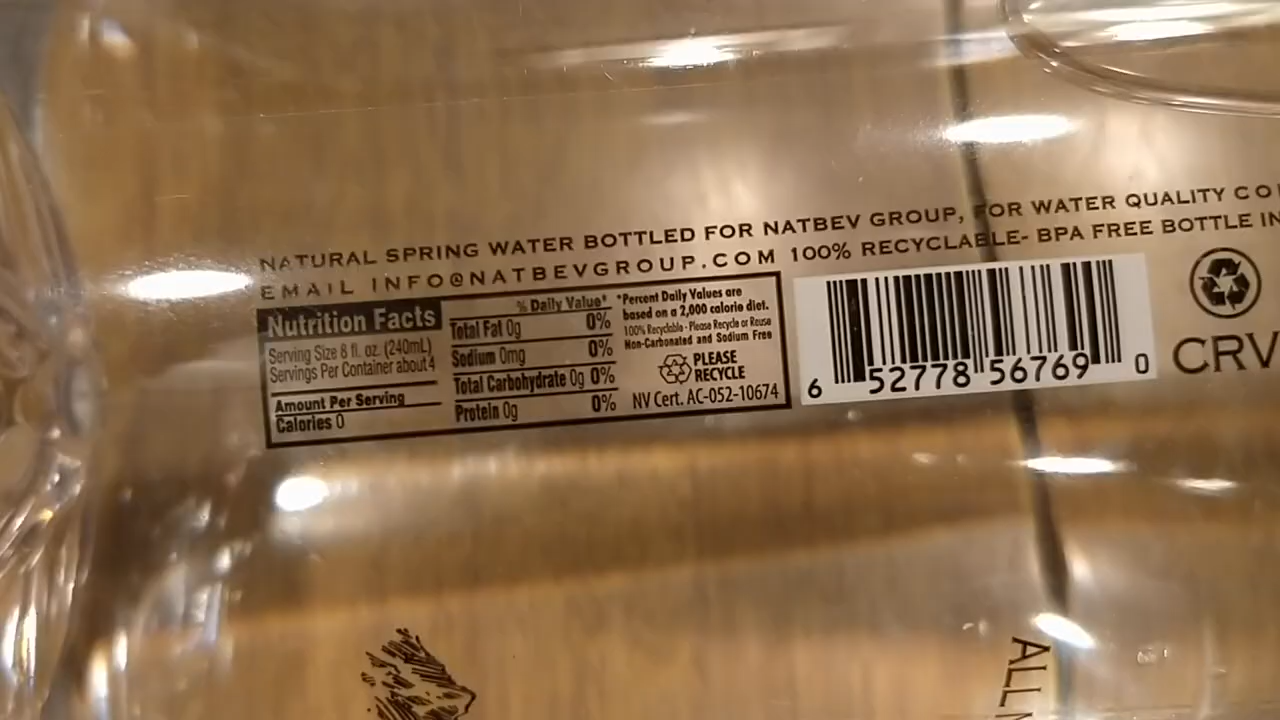 NATURAL SPRING WATER BOTTLED FOR NATBEV GROUP, FOR WATER QUALITY
EMAIL INFO@NATBEVGROUP.COM 100% RECYCLABLE- BPA FREE BOTTLE IN
Nutrition Facts
Serving Size 8 fl. oz. (240mL)
Servings Per Container about 4
Amount Per Serving
Calories 0
% Daily Value*
Total Fat 0g 0%
Sodium 0mg 0%
Total Carbohydrate 0g 0%
Protein 0g 0%
*Percent Daily Values are
based on a 2,000 calorie diet.
100% Recyclable - Please Recycle or Reuse
Non-Carbonated and Sodium Free
PLEASE
RECYCLE
NV Cert. AC-052-10674
6 52778 56769 0
CRV
ALL